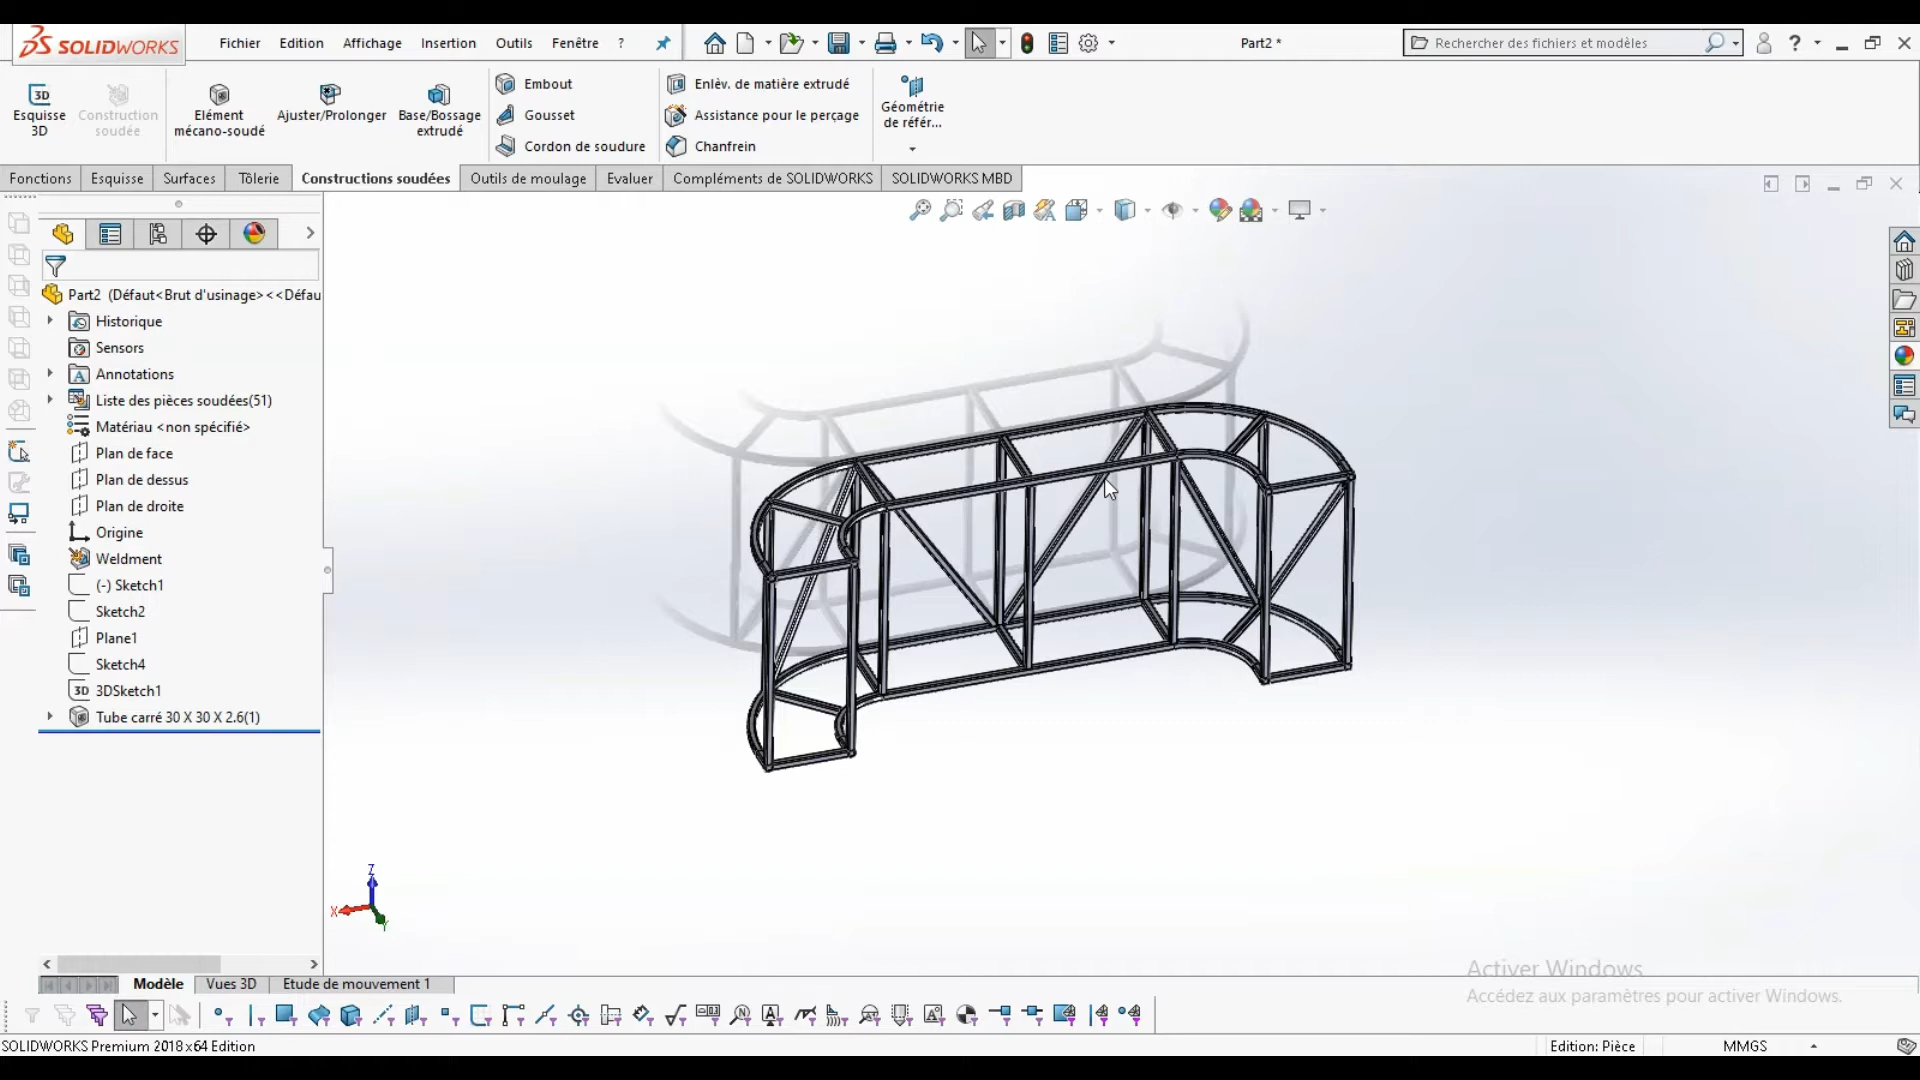 SOLIDWORKS
Fichier Edition Affichage Insertion Outils Fenêtre ?
Part2 *
Rechercher des fichiers et modèles
?
3D
Esquisse
3D
Construction
soudée
Elément
mécano-soudé
Ajuster/Prolonger
Base/Bossage
extrudé
Embout
Gousset
Cordon de soudure
Enlèv. de matière extrudé
Assistance pour le perçage
Chanfrein
Géométrie
de référ...
Fonctions Esquisse Surfaces Tôlerie Constructions soudées Outils de moulage Evaluer Compléments de SOLIDWORKS SOLIDWORKS MBD
Part2 (Défaut<Brut d'usinage><<Défau
Historique
Sensors
Annotations
Liste des pièces soudées(51)
Matériau <non spécifié>
Plan de face
Plan de dessus
Plan de droite
Origine
Weldment
(-) Sketch1
Sketch2
Plane1
Sketch4
3D 3DSketch1
Tube carré 30 X 30 X 2.6(1)
Z
X
Y
Modèle Vues 3D Etude de mouvement 1
Activer Windows
Accédez aux paramètres pour activer Windows.
SOLIDWORKS Premium 2018 x64 Edition
Edition: Pièce
MMGS